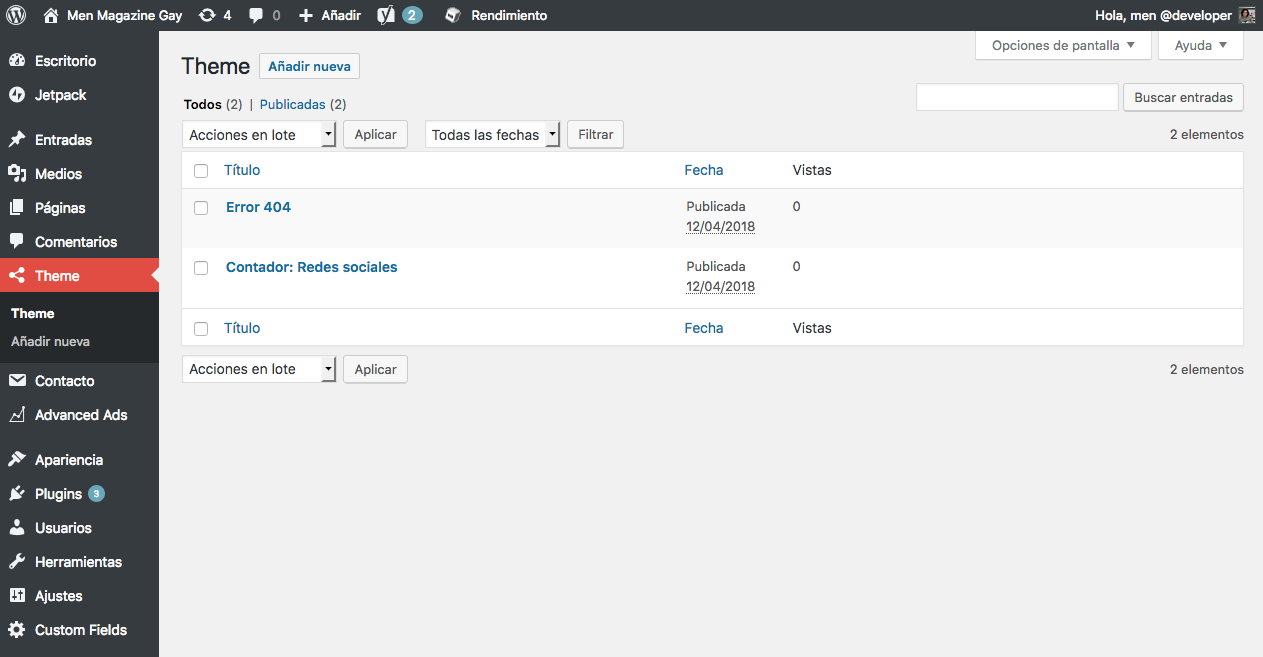 Men Magazine Gay 4 0 Añadir 2 Rendimiento Hola, men @developer
Opciones de pantalla Ayuda
Escritorio
Jetpack
Entradas
Medios
Páginas
Comentarios
Theme
Theme
Añadir nueva
Contacto
Advanced Ads
Apariencia
Plugins 3
Usuarios
Herramientas
Ajustes
Custom Fields
Theme Añadir nueva
Todos (2) | Publicadas (2)
Buscar entradas
Acciones en lote Aplicar Todas las fechas Filtrar 2 elementos
Título Fecha Vistas
Error 404 Publicada 0
12/04/2018
Contador: Redes sociales Publicada 0
12/04/2018
Título Fecha Vistas
Acciones en lote Aplicar 2 elementos